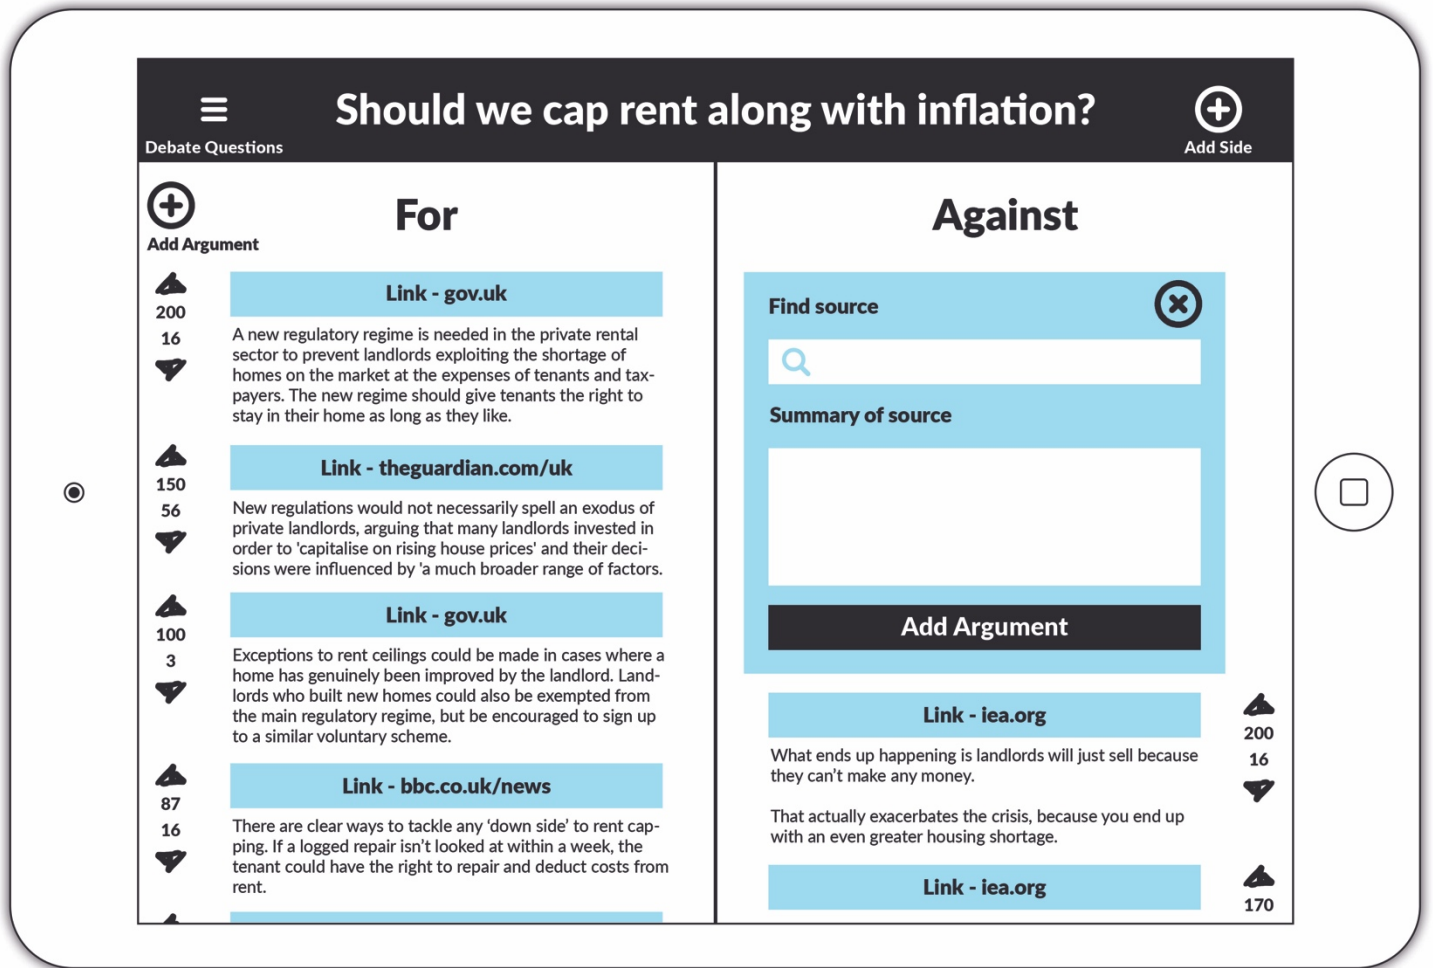 Should we cap rent along with inflation?
Debate Questions
Add Side
For
Add Argument
200
16
Link - gov.uk
A new regulatory regime is needed in the private rental
sector to prevent landlords exploiting the shortage of
homes on the market at the expenses of tenants and tax-
payers. The new regime should give tenants the right to
stay in their home as long as they like.
150
56
Link - theguardian.com/uk
New regulations would not necessarily spell an exodus of
private landlords, arguing that many landlords invested in
order to 'capitalise on rising house prices' and their deci-
sions were influenced by 'a much broader range of factors.
100
3
Link - gov.uk
Exceptions to rent ceilings could be made in cases where a
home has genuinely been improved by the landlord. Land-
lords who built new homes could also be exempted from
the main regulatory regime, but be encouraged to sign up
to a similar voluntary scheme.
87
16
Link - bbc.co.uk/news
There are clear ways to tackle any ‘down side’ to rent cap-
ping. If a logged repair isn’t looked at within a week, the
tenant could have the right to repair and deduct costs from
rent.
Against
Find source
Summary of source
Add Argument
Link - iea.org
200
16
What ends up happening is landlords will just sell because
they can’t make any money.
That actually exacerbates the crisis, because you end up
with an even greater housing shortage.
Link - iea.org
170